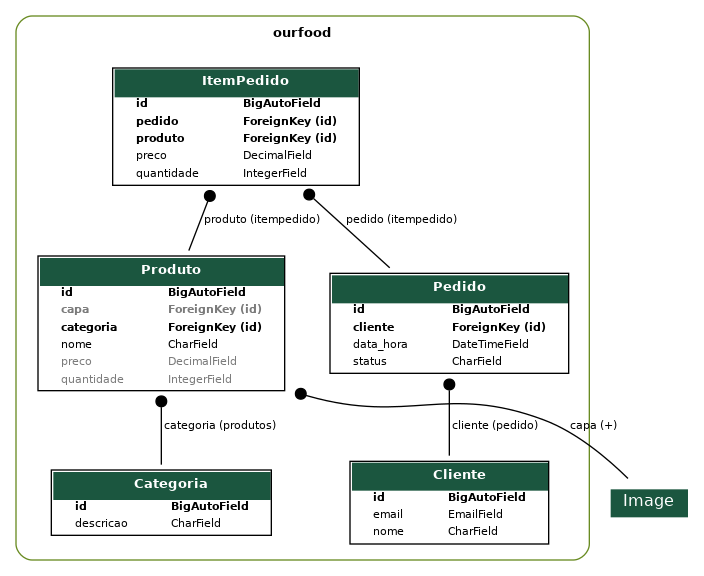 ourfood
ItemPedido
id BigAutoField
pedido ForeignKey (id)
produto ForeignKey (id)
preco DecimalField
quantidade IntegerField
produto (itempedido) pedido (itempedido)
Produto
id BigAutoField
capa ForeignKey (id)
categoria ForeignKey (id)
nome CharField
preco DecimalField
quantidade IntegerField
Pedido
id BigAutoField
cliente ForeignKey (id)
data_hora DateTimeField
status CharField
categoria (produtos) cliente (pedido) capa (+)
Categoria
id BigAutoField
descricao CharField
Cliente
id BigAutoField
email EmailField
nome CharField
Image